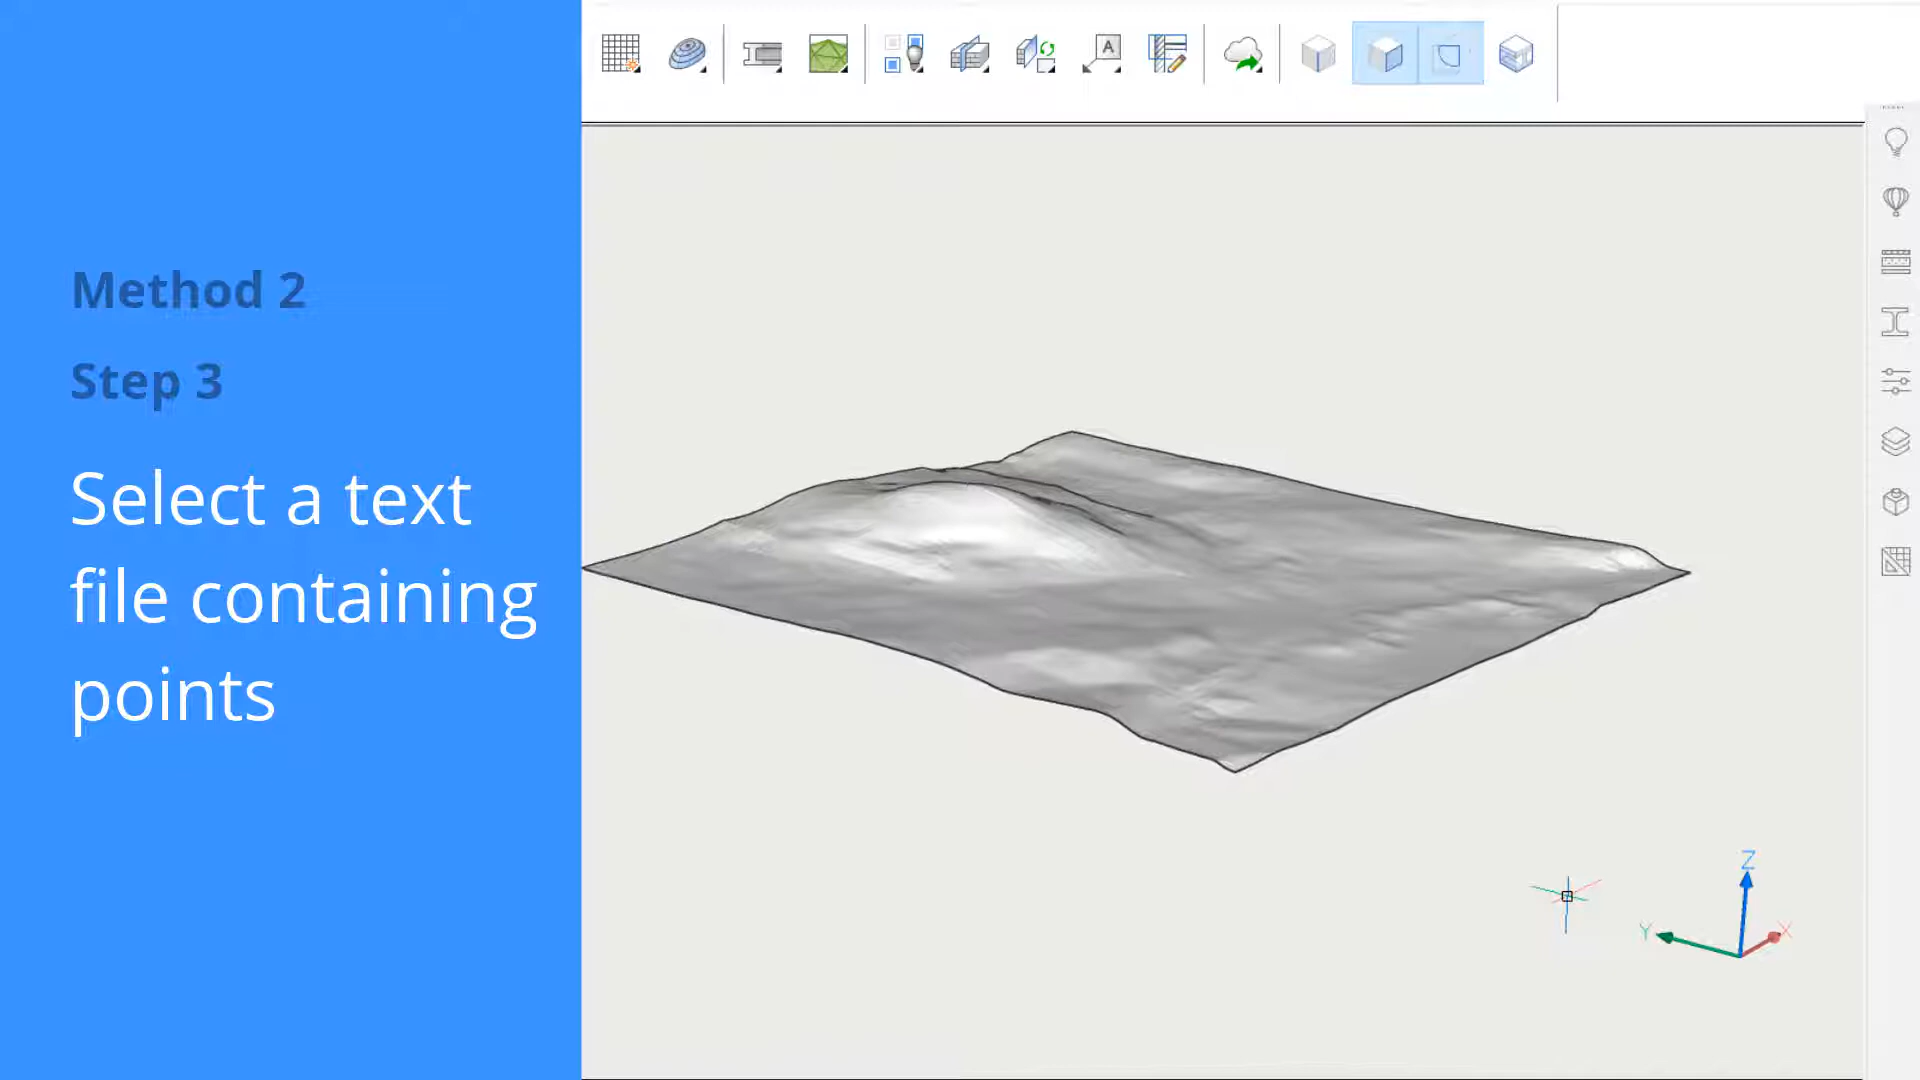 Method 2
Step 3
Select a text
file containing
points
A
Z
Y
X